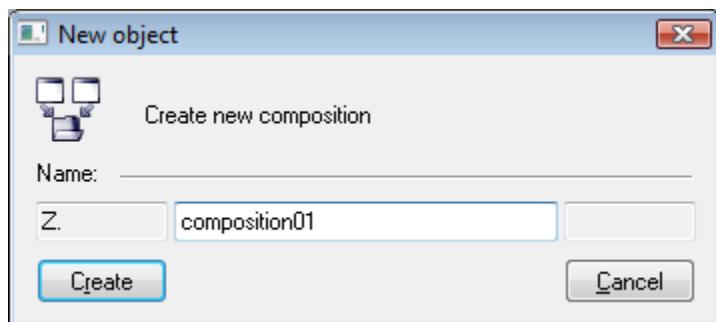 New object
Create new composition
Name:
Z. composition01
Create Cancel